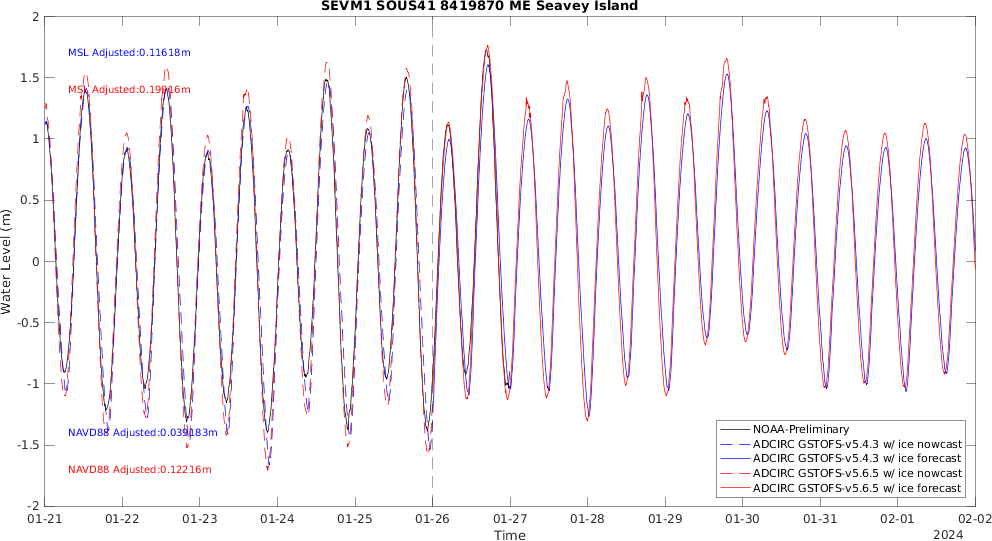 SEVM1 SOUS41 8419870 ME Seavey Island
2
1.5
1
0.5
0
-0.5
-1
-1.5
-2
Water Level (m)
MSL Adjusted:0.11618m
MSL Adjusted:0.19916m
NAVD88 Adjusted:0.039183m
NAVD88 Adjusted:0.12216m
NOAA-Preliminary
ADCIRC GSTOFS-v5.4.3 w/ ice nowcast
ADCIRC GSTOFS-v5.4.3 w/ ice forecast
ADCIRC GSTOFS-v5.6.5 w/ ice nowcast
ADCIRC GSTOFS-v5.6.5 w/ ice forecast
01-21 01-22 01-23 01-24 01-25 01-26 01-27 01-28 01-29 01-30 01-31 02-01 02-02
Time
2024